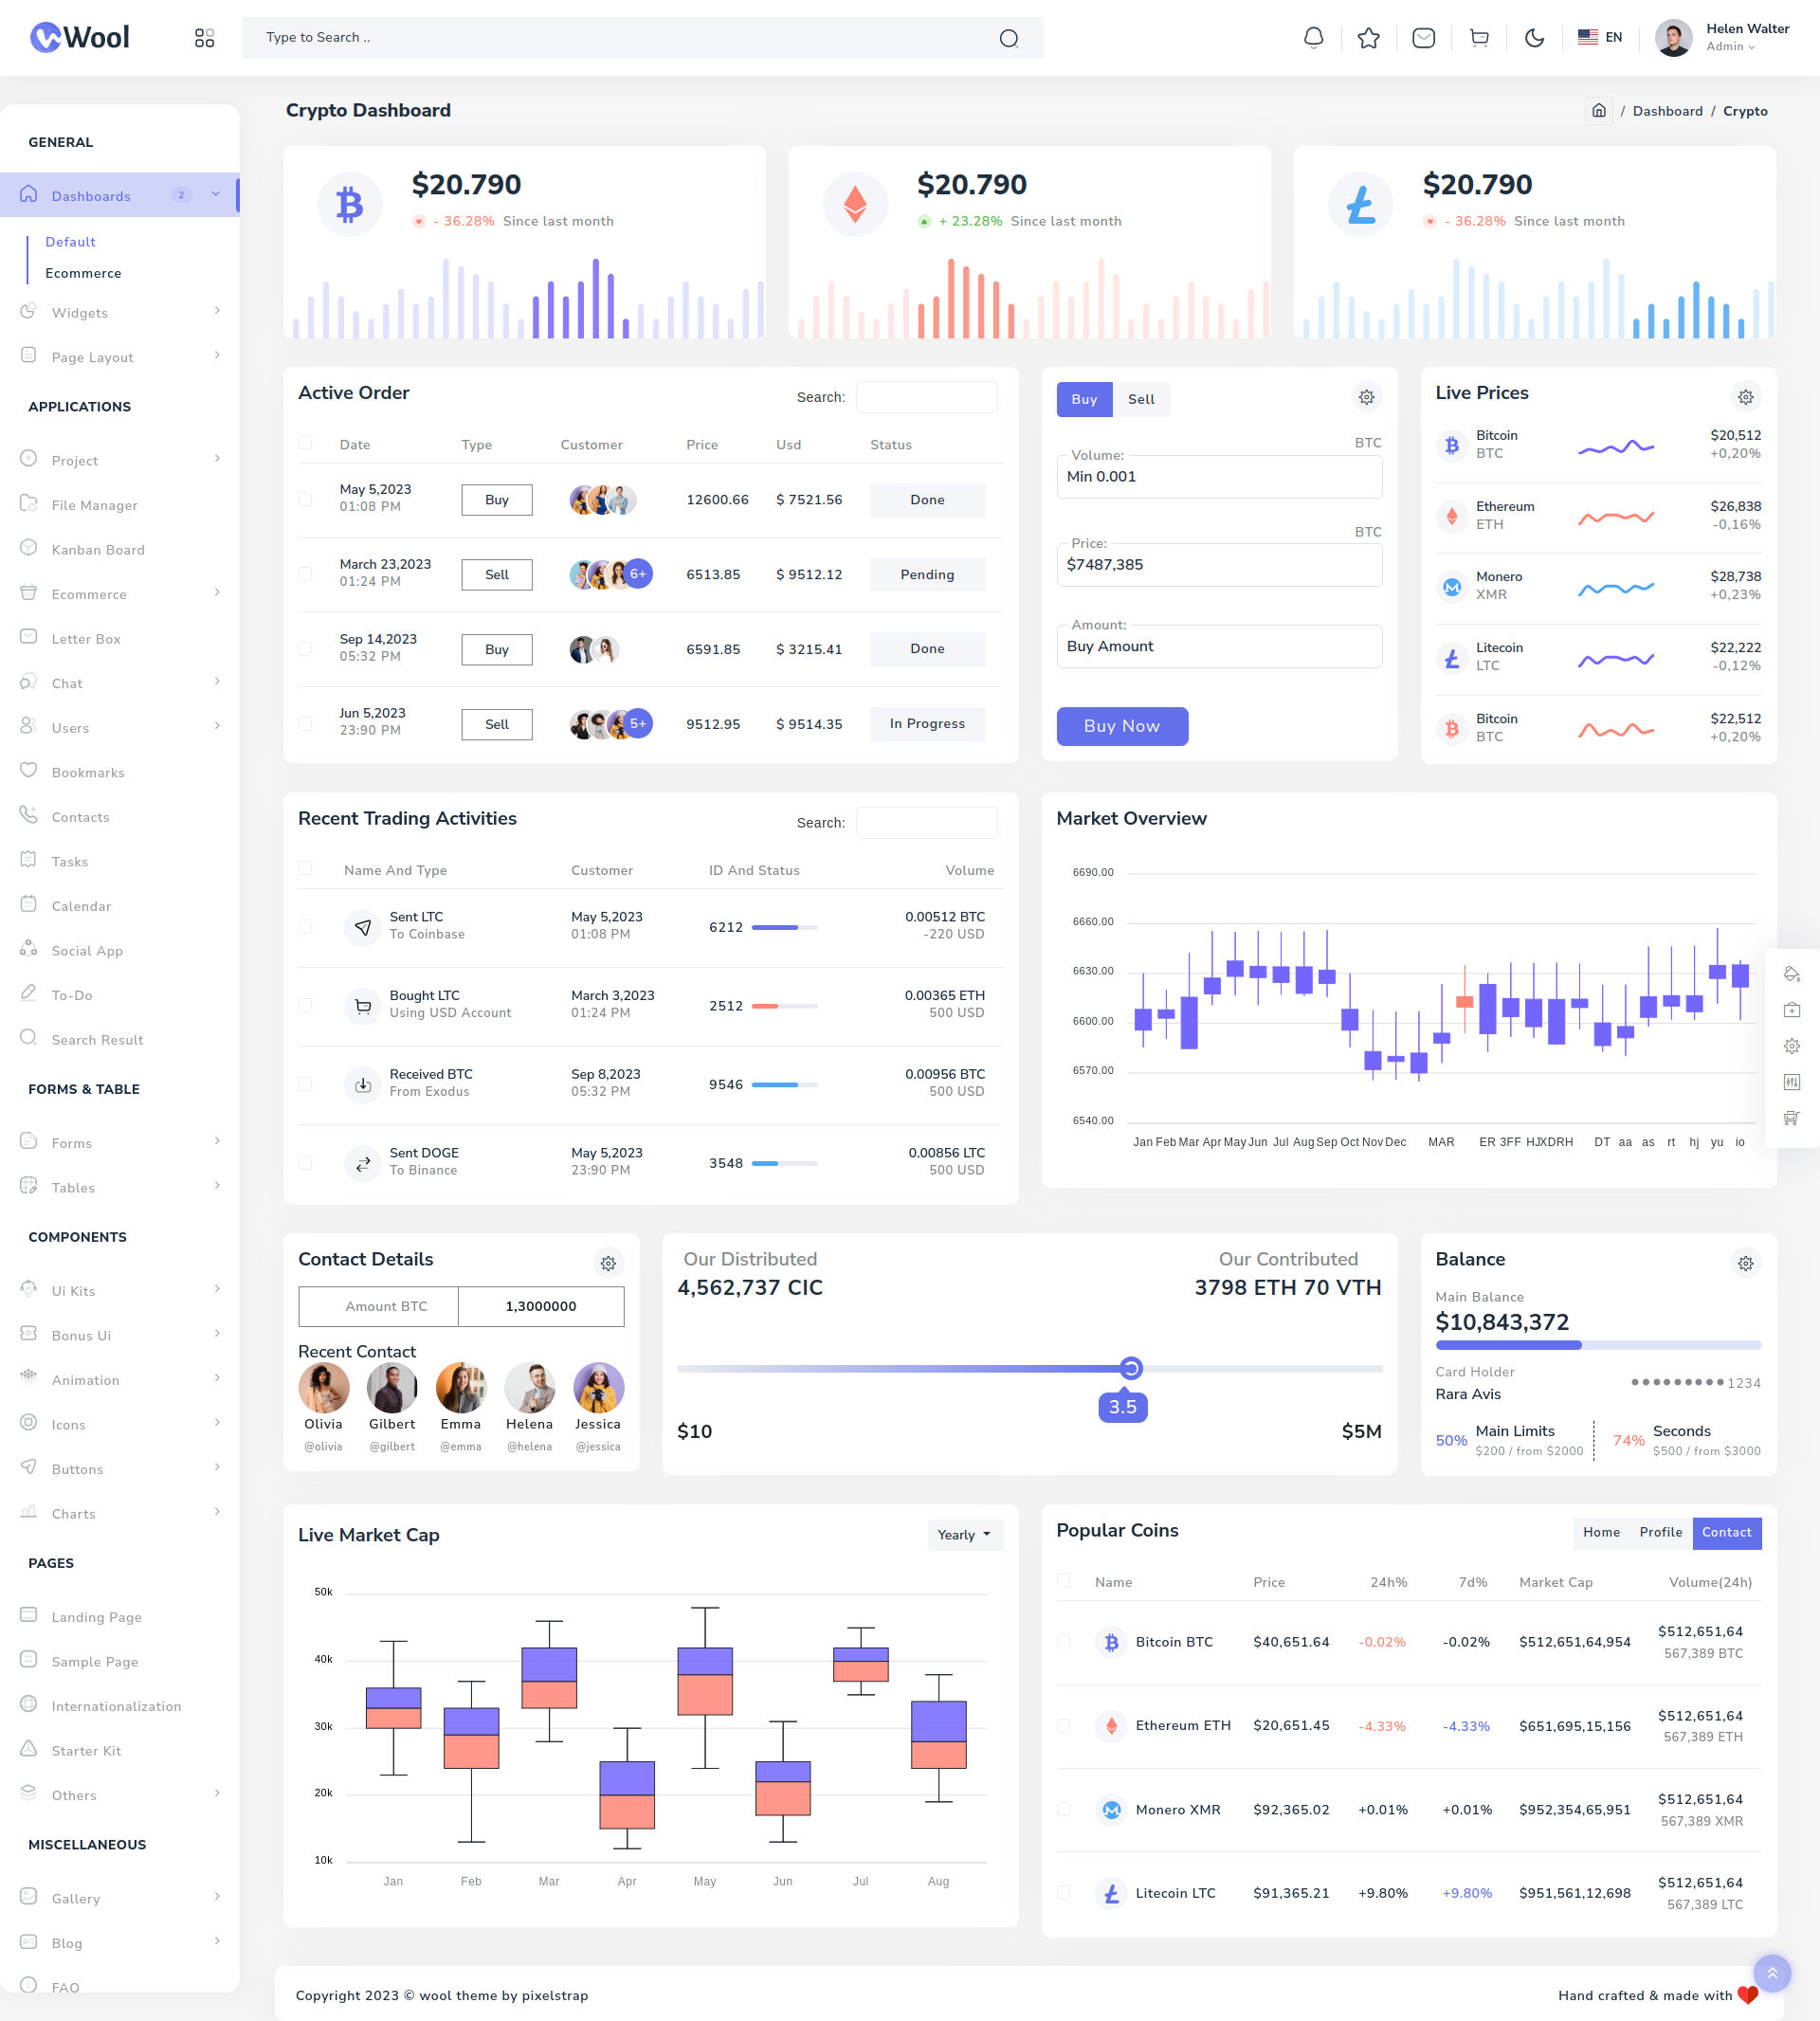 Wool
Type to Search ..
EN
Helen Walter
Admin
GENERAL
Dashboards 2
Default
Ecommerce
Widgets
Page Layout
APPLICATIONS
Project
File Manager
Kanban Board
Ecommerce
Letter Box
Chat
Users
Bookmarks
Contacts
Tasks
Calendar
Social App
To-Do
Search Result
FORMS & TABLE
Forms
Tables
COMPONENTS
Ui Kits
Bonus Ui
Animation
Icons
Buttons
Charts
PAGES
Landing Page
Sample Page
Internationalization
Starter Kit
Others
MISCELLANEOUS
Gallery
Blog
FAQ
Crypto Dashboard
/ Dashboard / Crypto
$20.790
- 36.28% Since last month
$20.790
+ 23.28% Since last month
$20.790
- 36.28% Since last month
Active Order
Search:
Date Type Customer Price Usd Status
May 5,2023
01:08 PM
Buy 12600.66 $ 7521.56 Done
March 23,2023
01:24 PM
Sell 6+ 6513.85 $ 9512.12 Pending
Sep 14,2023
05:32 PM
Buy 6591.85 $ 3215.41 Done
Jun 5,2023
23:90 PM
Sell 5+ 9512.95 $ 9514.35 In Progress
Buy Sell
BTC
Volume:
Min 0.001
BTC
Price:
$7487,385
Amount:
Buy Amount
Buy Now
Live Prices
Bitcoin $20,512
BTC +0,20%
Ethereum $26,838
ETH -0,16%
Monero $28,738
XMR +0,23%
Litecoin $22,222
LTC -0,12%
Bitcoin $22,512
BTC +0,20%
Recent Trading Activities
Search:
Name And Type Customer ID And Status Volume
Sent LTC May 5,2023 0.00512 BTC
To Coinbase 01:08 PM 6212 -220 USD
Bought LTC March 3,2023 0.00365 ETH
Using USD Account 01:24 PM 2512 500 USD
Received BTC Sep 8,2023 0.00956 BTC
From Exodus 05:32 PM 9546 500 USD
Sent DOGE May 5,2023 0.00856 LTC
To Binance 23:90 PM 3548 500 USD
Market Overview
6690.00
6660.00
6630.00
6600.00
6570.00
6540.00
Jan Feb Mar Apr May Jun Jul Aug Sep Oct Nov Dec MAR ER 3FF HJXDRH DT aa as rt hj yu io
Contact Details
Amount BTC 1,3000000
Recent Contact
Olivia Gilbert Emma Helena Jessica
@olivia @gilbert @emma @helena @jessica
Our Distributed Our Contributed
4,562,737 CIC 3798 ETH 70 VTH
3.5
$10 $5M
Balance
Main Balance
$10,843,372
Card Holder
Rara Avis
●●●●●●●●●1234
50% Main Limits
$200 / from $2000
74% Seconds
$500 / from $3000
Live Market Cap
Yearly
50k
40k
30k
20k
10k
Jan Feb Mar Apr May Jun Jul Aug
Popular Coins
Home Profile Contact
Name Price 24h% 7d% Market Cap Volume(24h)
Bitcoin BTC $40,651.64 -0.02% -0.02% $512,651,64,954 $512,651,64
567,389 BTC
Ethereum ETH $20,651.45 -4.33% -4.33% $651,695,15,156 $512,651,64
567,389 ETH
Monero XMR $92,365.02 +0.01% +0.01% $952,354,65,951 $512,651,64
567,389 XMR
Litecoin LTC $91,365.21 +9.80% +9.80% $951,561,12,698 $512,651,64
567,389 LTC
Copyright 2023 © wool theme by pixelstrap
Hand crafted & made with